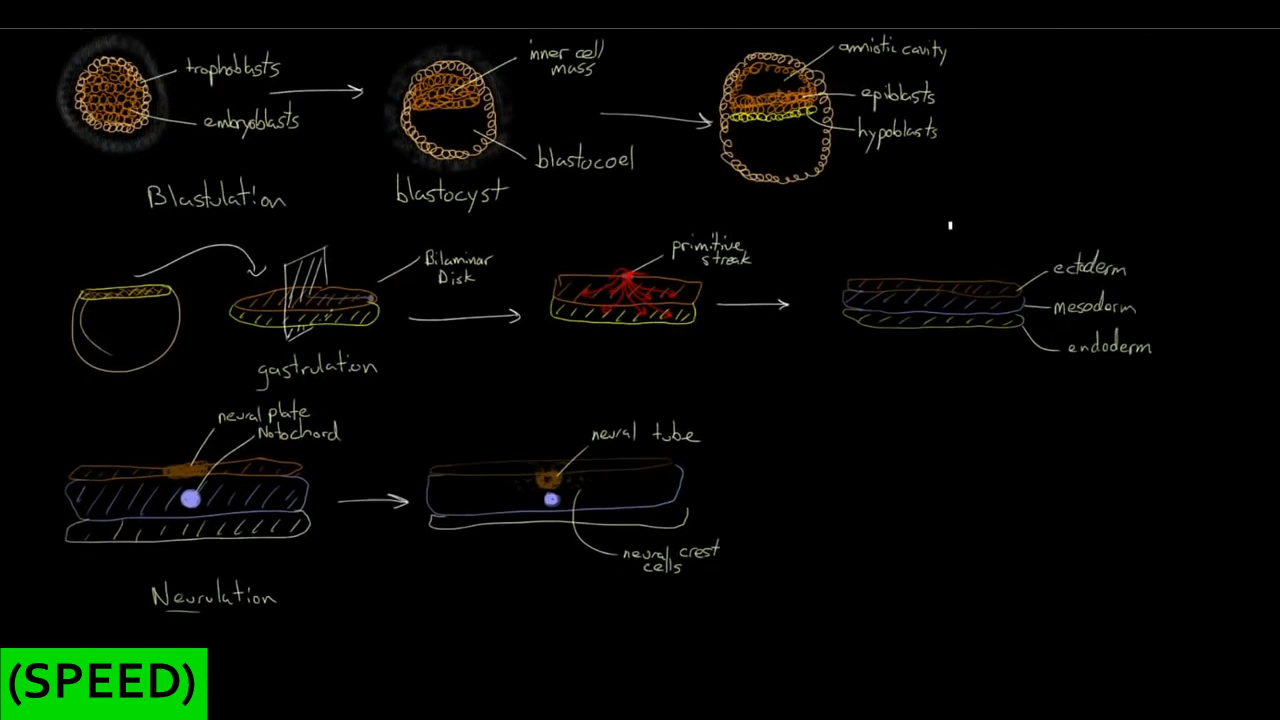 trophoblasts
embryoblasts
Blastulation
inner cell
mass
blastocoel
blastocyst
amniotic cavity
epiblasts
hypoblasts
Bilaminar
Disk
gastrulation
primitive
streak
ectoderm
mesoderm
endoderm
neural plate
Notochord
Neurulation
neural tube
neural crest
cells
(SPEED)